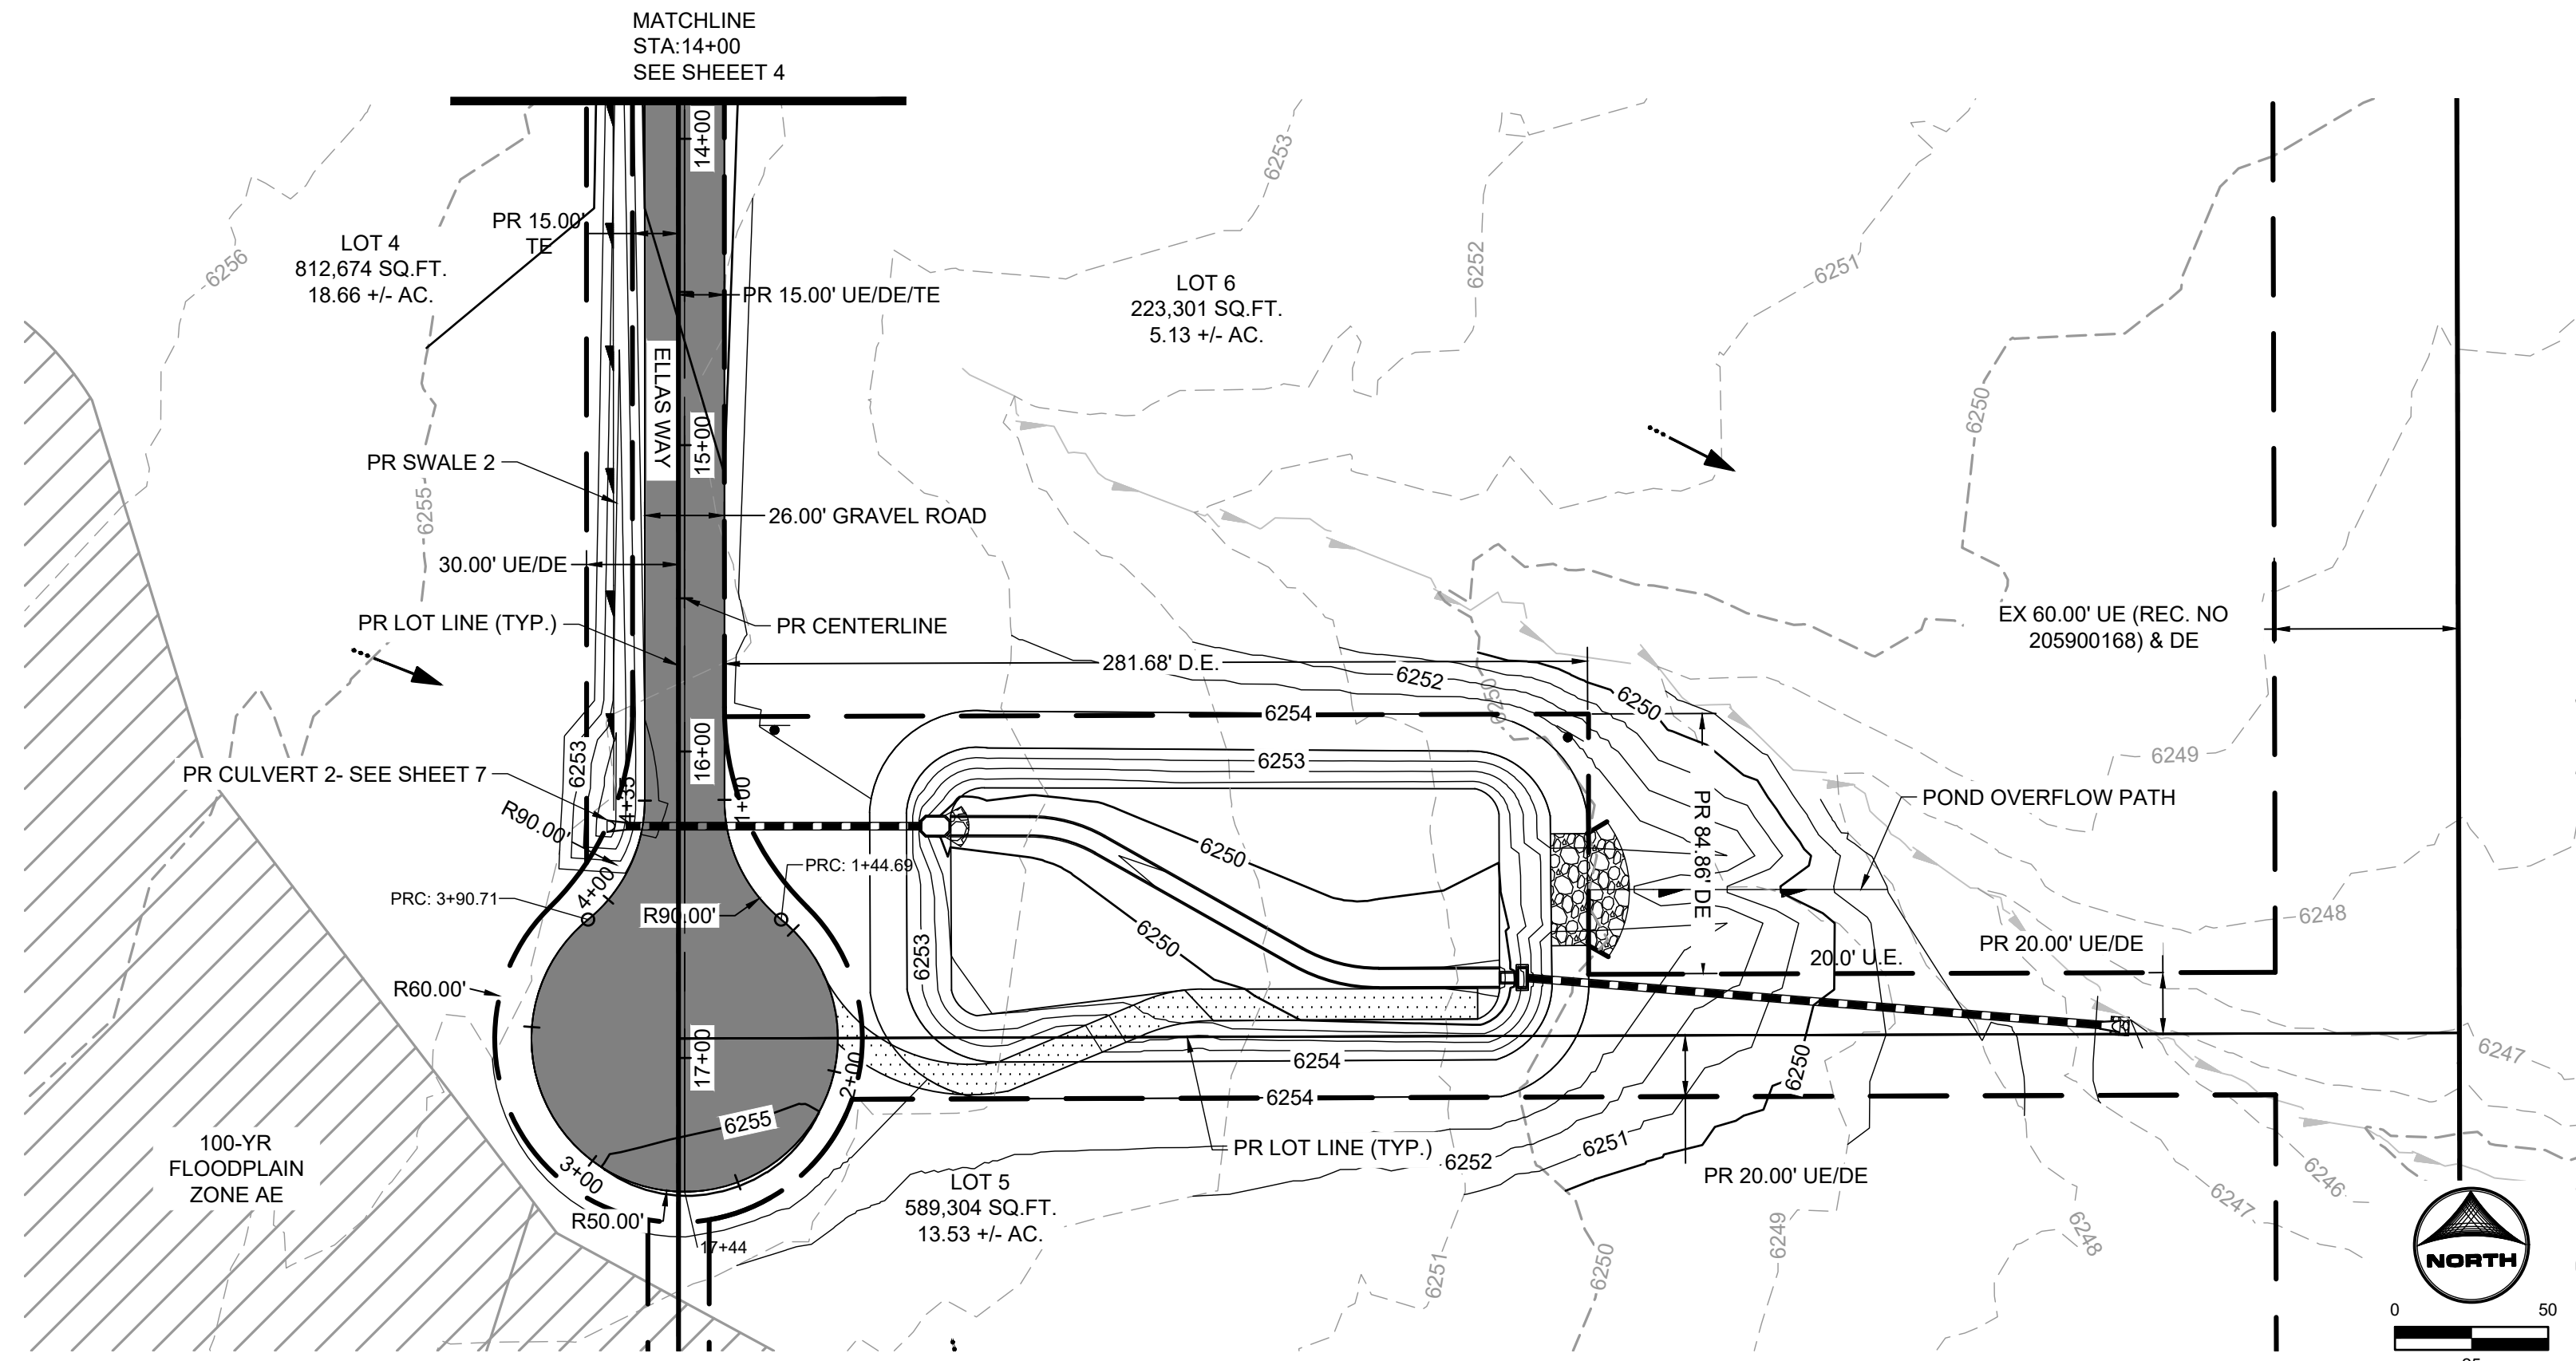 MATCHLINE
STA:14+00
SEE SHEEET 4
14+00
6253
PR 15.00'
TE
LOT 4
812,674 SQ.FT.
18.66 +/- AC.
6256
6252
6251
LOT 6
223,301 SQ.FT.
5.13 +/- AC.
PR 15.00' UE/DE/TE
ELLAS WAY
15+00
6250
PR SWALE 2
6255
26.00' GRAVEL ROAD
30.00' UE/DE
PR LOT LINE (TYP.)
PR CENTERLINE
EX 60.00' UE (REC. NO
205900168) & DE
281.68' D.E.
6252
6250
6250
6254
16+00
6253
6253
6249
PR CULVERT 2- SEE SHEET 7
4+35
1+00
R90.00'
POND OVERFLOW PATH
PR 84.86' DE
6250
PRC: 1+44.69
4+00
PRC: 3+90.71
R90.00'
6248
6250
6253
PR 20.00' UE/DE
20.0' U.E.
R60.00'
17+00
2+00
6254
6250
6247
6254
6255
100-YR
FLOODPLAIN
ZONE AE
PR LOT LINE (TYP.)
6252
6251
PR 20.00' UE/DE
3+00
LOT 5
589,304 SQ.FT.
13.53 +/- AC.
6246
6247
R50.00'
17+44
6251
6250
6249
6248
NORTH
0
50